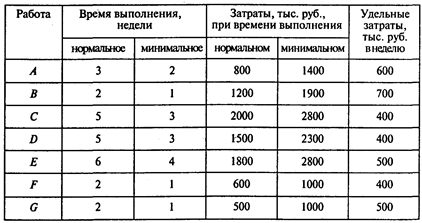 Работа Время выполнения, недели Затраты, тыс. руб., при времени выполнения Удельные затраты, тыс. руб. в неделю
нормальное минимальное нормальном минимальном
A 3 2 800 1400 600
B 2 1 1200 1900 700
C 5 3 2000 2800 400
D 5 3 1500 2300 400
E 6 4 1800 2800 500
F 2 1 600 1000 400
G 2 1 500 1000 500